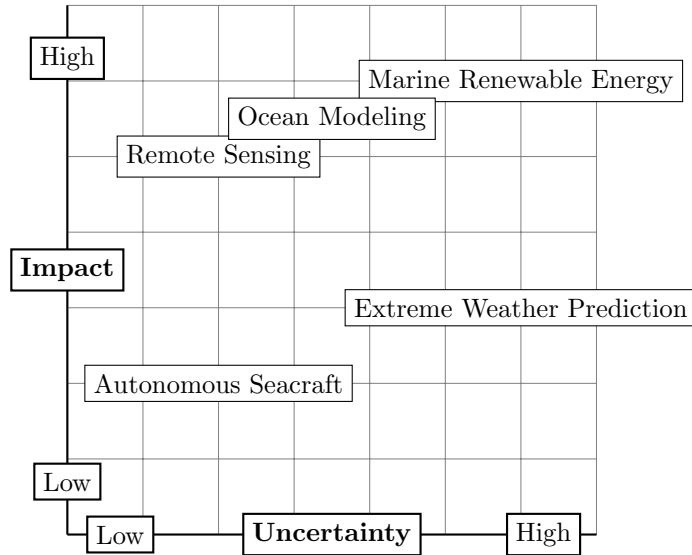 High
Marine Renewable Energy
Ocean Modeling
Remote Sensing
Impact
Extreme Weather Prediction
Autonomous Seacraft
Low
Low
Uncertainty
High